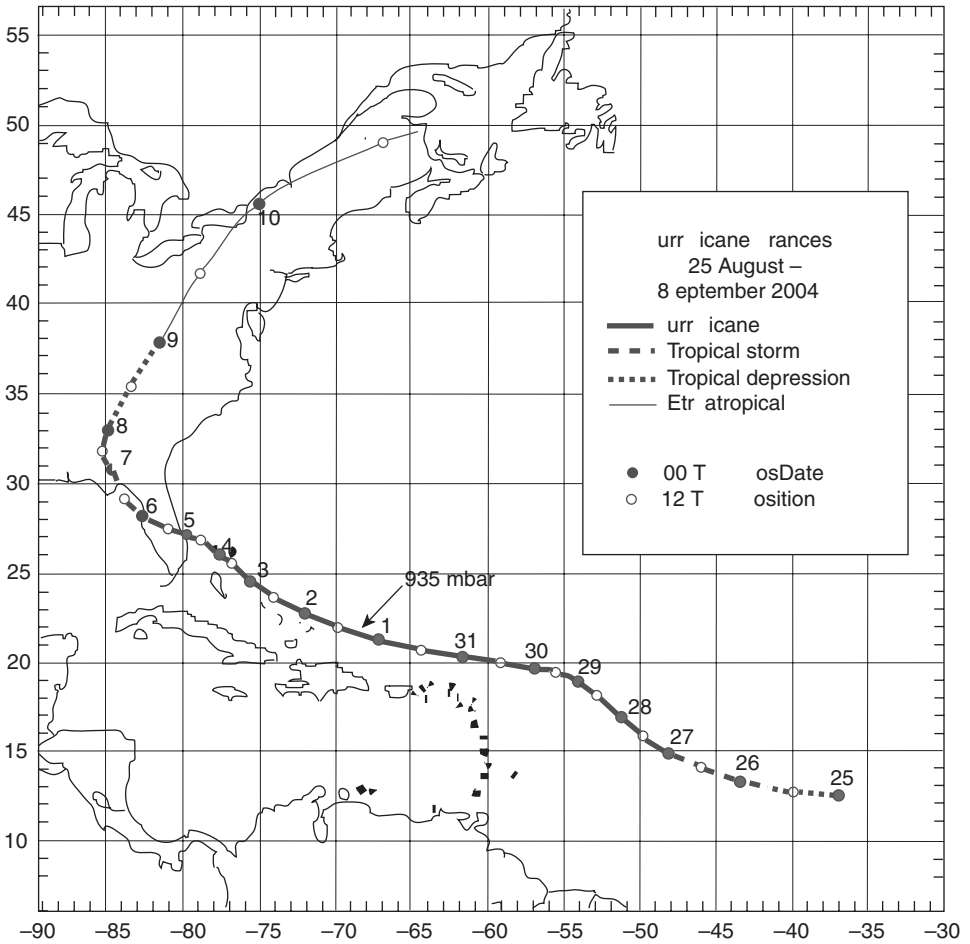 55
50
45
40
35
30
25
20
15
10
–90 –85 –80 –75 –70 –65 –60 –55 –50 –45 –40 –35 –30
urr icane rances
25 August –
8 eptember 2004
urr icane
Tropical storm
Tropical depression
Etr atropical
00 T osDate
12 T osition
10
9
8
7
6
5
4
3
2
1
31
30
29
28
27
26
25
935 mbar